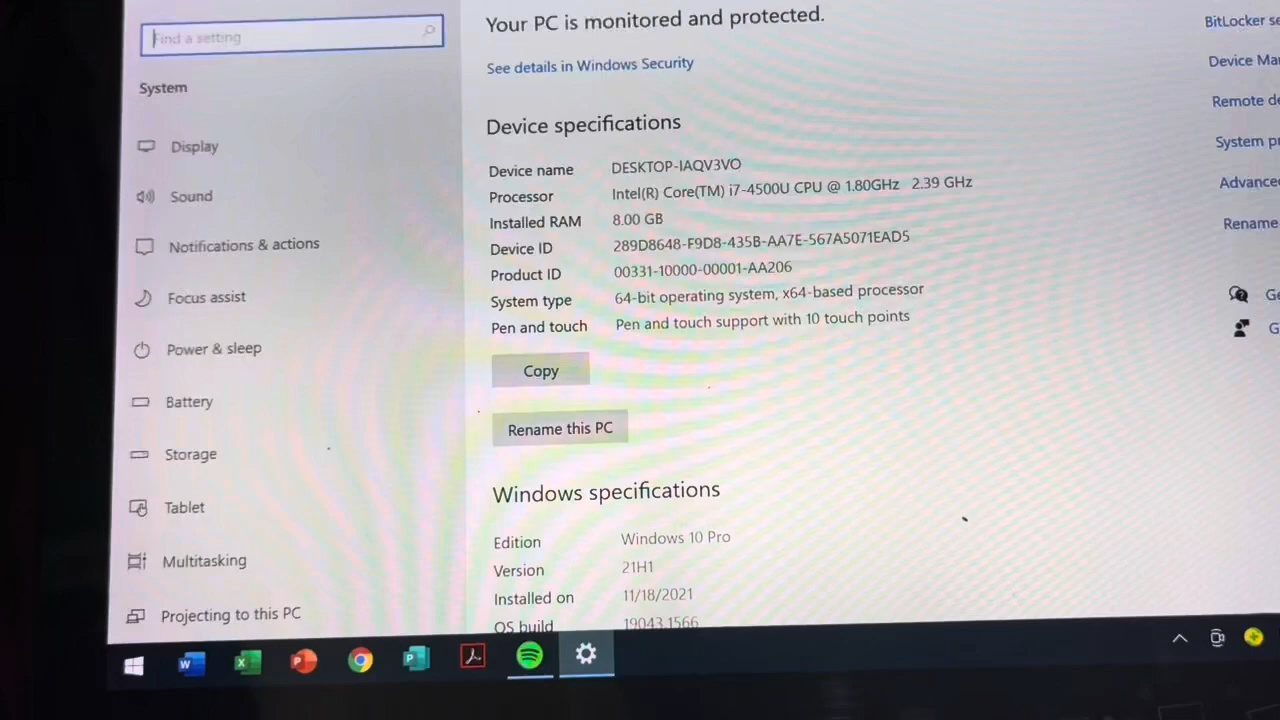 Find a setting
System
Display
Sound
Notifications & actions
Focus assist
Power & sleep
Battery
Storage
Tablet
Multitasking
Projecting to this PC
Your PC is monitored and protected.
See details in Windows Security
Device specifications
Device name DESKTOP-IAQV3VO
Processor Intel(R) Core(TM) i7-4500U CPU @ 1.80GHz 2.39 GHz
Installed RAM 8.00 GB
Device ID 289D8648-F9D8-435B-AA7E-567A5071EAD5
Product ID 00331-10000-00001-AA206
System type 64-bit operating system, x64-based processor
Pen and touch Pen and touch support with 10 touch points
Copy
Rename this PC
Windows specifications
Edition Windows 10 Pro
Version 21H1
Installed on 11/18/2021
OS build 19043.1566
BitLocker se
Device Ma
Remote de
System pr
Advanced
Rename
Ge
G